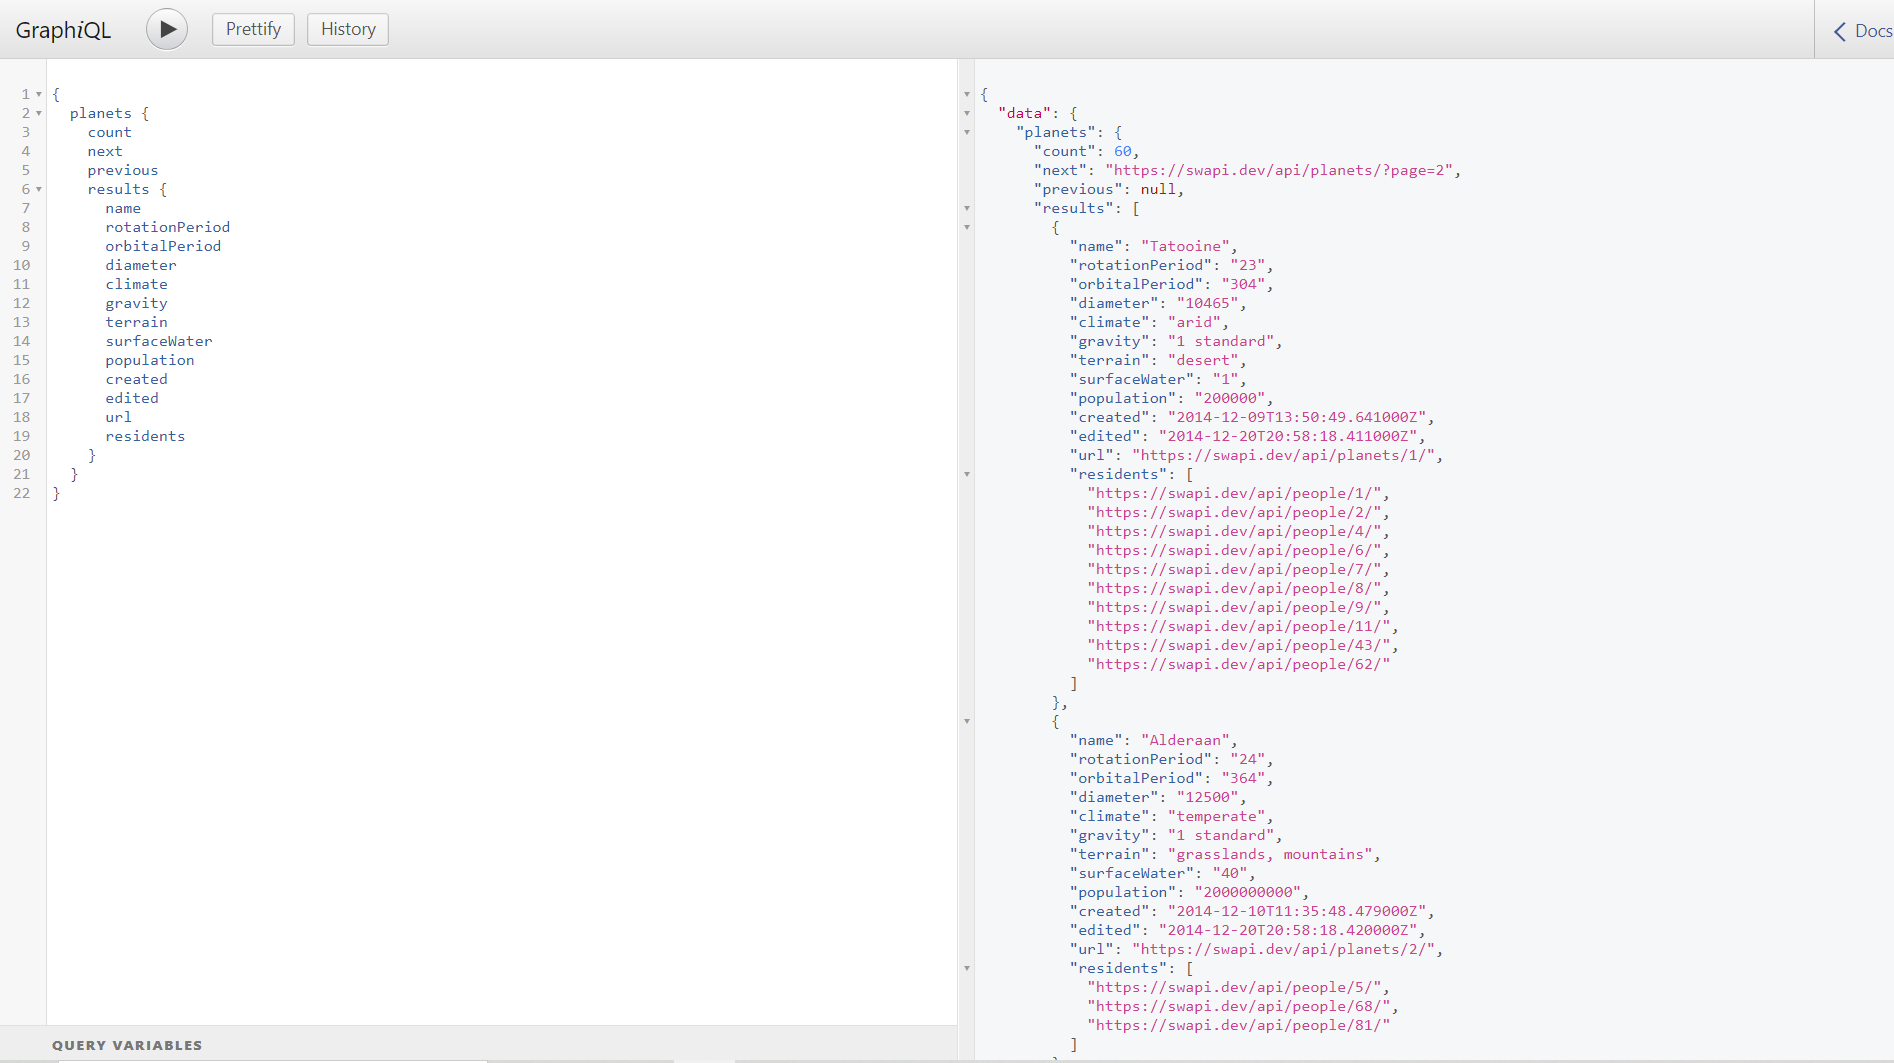 GraphiQL
Prettify
History
Docs
1 {
2 planets {
3 count
4 next
5 previous
6 results {
7 name
8 rotationPeriod
9 orbitalPeriod
10 diameter
11 climate
12 gravity
13 terrain
14 surfaceWater
15 population
16 created
17 edited
18 url
19 residents
20 }
21 }
22 }
QUERY VARIABLES
{
"data": {
"planets": {
"count": 60,
"next": "https://swapi.dev/api/planets/?page=2",
"previous": null,
"results": [
{
"name": "Tatooine",
"rotationPeriod": "23",
"orbitalPeriod": "304",
"diameter": "10465",
"climate": "arid",
"gravity": "1 standard",
"terrain": "desert",
"surfaceWater": "1",
"population": "200000",
"created": "2014-12-09T13:50:49.641000Z",
"edited": "2014-12-20T20:58:18.411000Z",
"url": "https://swapi.dev/api/planets/1/",
"residents": [
"https://swapi.dev/api/people/1/",
"https://swapi.dev/api/people/2/",
"https://swapi.dev/api/people/4/",
"https://swapi.dev/api/people/6/",
"https://swapi.dev/api/people/7/",
"https://swapi.dev/api/people/8/",
"https://swapi.dev/api/people/9/",
"https://swapi.dev/api/people/11/",
"https://swapi.dev/api/people/43/",
"https://swapi.dev/api/people/62/"
]
},
{
"name": "Alderaan",
"rotationPeriod": "24",
"orbitalPeriod": "364",
"diameter": "12500",
"climate": "temperate",
"gravity": "1 standard",
"terrain": "grasslands, mountains",
"surfaceWater": "40",
"population": "2000000000",
"created": "2014-12-10T11:35:48.479000Z",
"edited": "2014-12-20T20:58:18.420000Z",
"url": "https://swapi.dev/api/planets/2/",
"residents": [
"https://swapi.dev/api/people/5/",
"https://swapi.dev/api/people/68/",
"https://swapi.dev/api/people/81/"
]